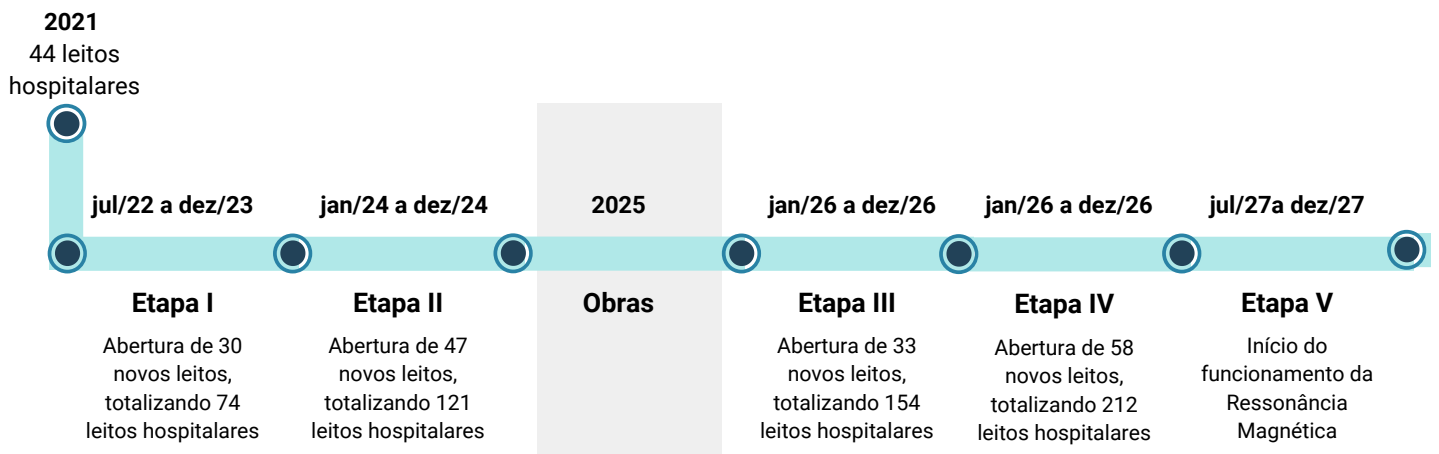 2021
44 leitos
hospitalares
jul/22 a dez/23
Etapa I
Abertura de 30
novos leitos,
totalizando 74
leitos hospitalares
jan/24 a dez/24
Etapa II
Abertura de 47
novos leitos,
totalizando 121
leitos hospitalares
2025
Obras
jan/26 a dez/26
Etapa III
Abertura de 33
novos leitos,
totalizando 154
leitos hospitalares
jan/26 a dez/26
Etapa IV
Abertura de 58
novos leitos,
totalizando 212
leitos hospitalares
jul/27a dez/27
Etapa V
Início do
funcionamento da
Ressonância
Magnética